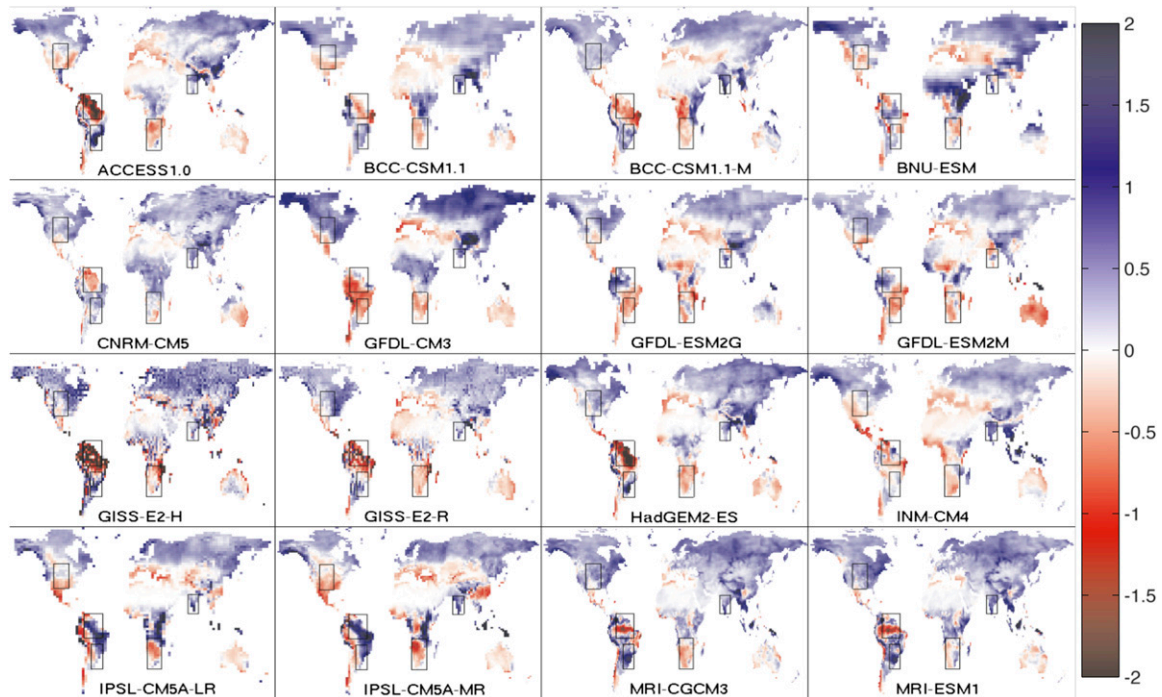 ACCESS1.0
BCC-CSM1.1
BCC-CSM1.1-M
BNU-ESM
CNRM-CM5
GFDL-CM3
GFDL-ESM2G
GFDL-ESM2M
GISS-E2-H
GISS-E2-R
HadGEM2-ES
INM-CM4
IPSL-CM5A-LR
IPSL-CM5A-MR
MRI-CGCM3
MRI-ESM1
2
1.5
1
0.5
0
-0.5
-1
-1.5
-2